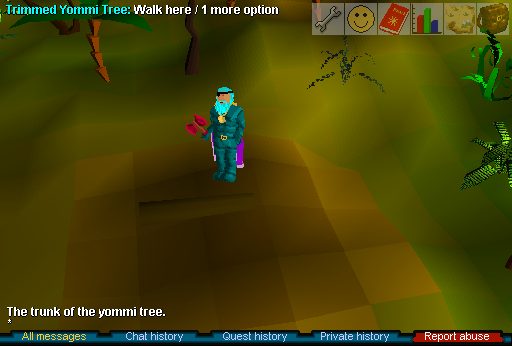 Trimmed Yommi Tree: Walk here / 1 more option
The trunk of the yommi tree.
*
All messages Chat history Quest history Private history Report abuse